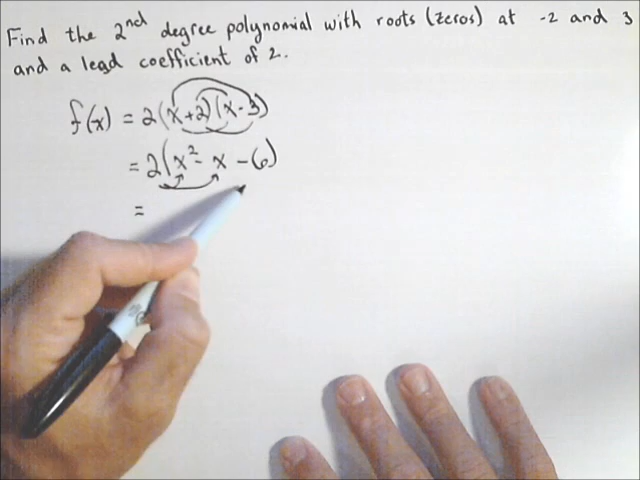 Find the 2nd degree polynomial with roots (zeros) at -2 and 3
and a lead coefficient of 2.
f(x) = 2(x+2)(x-3)
= 2(x² - x - 6)
=